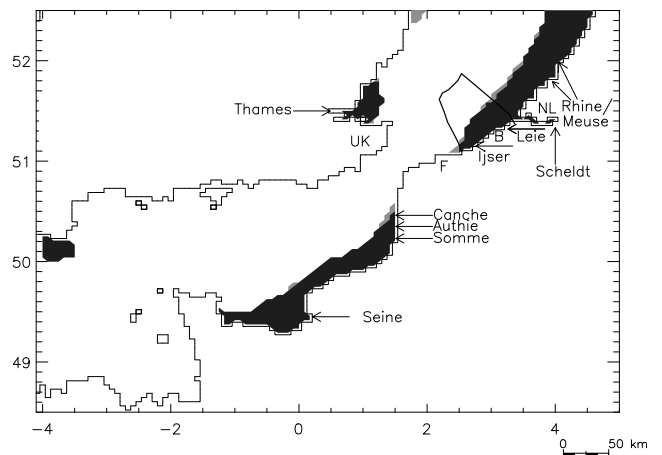 52
51
50
49
Thames
UK
Rhine/
Meuse
NL
B
Leie
Ijser
Scheldt
F
Canche
Authie
Somme
Seine
−4
−2
0
2
4
0
50 km